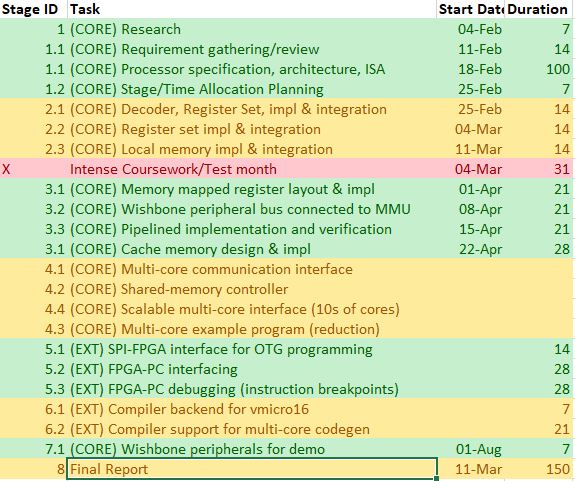 Stage ID Task Start Date Duration
1 (CORE) Research 04-Feb 7
1.1 (CORE) Requirement gathering/review 11-Feb 14
1.1 (CORE) Processor specification, architecture, ISA 18-Feb 100
1.2 (CORE) Stage/Time Allocation Planning 25-Feb 7
2.1 (CORE) Decoder, Register Set, impl & integration 25-Feb 14
2.2 (CORE) Register set impl & integration 04-Mar 14
2.3 (CORE) Local memory impl & integration 11-Mar 14
X Intense Coursework/Test month 04-Mar 31
3.1 (CORE) Memory mapped register layout & impl 01-Apr 21
3.2 (CORE) Wishbone peripheral bus connected to MMU 08-Apr 21
3.3 (CORE) Pipelined implementation and verification 15-Apr 21
3.1 (CORE) Cache memory design & impl 22-Apr 28
4.1 (CORE) Multi-core communication interface
4.2 (CORE) Shared-memory controller
4.4 (CORE) Scalable multi-core interface (10s of cores)
4.3 (CORE) Multi-core example program (reduction)
5.1 (EXT) SPI-FPGA interface for OTG programming 14
5.2 (EXT) FPGA-PC interfacing 28
5.3 (EXT) FPGA-PC debugging (instruction breakpoints) 28
6.1 (EXT) Compiler backend for vmicro16 7
6.2 (EXT) Compiler support for multi-core codegen 21
7.1 (CORE) Wishbone peripherals for demo 01-Aug 7
8 Final Report 11-Mar 150